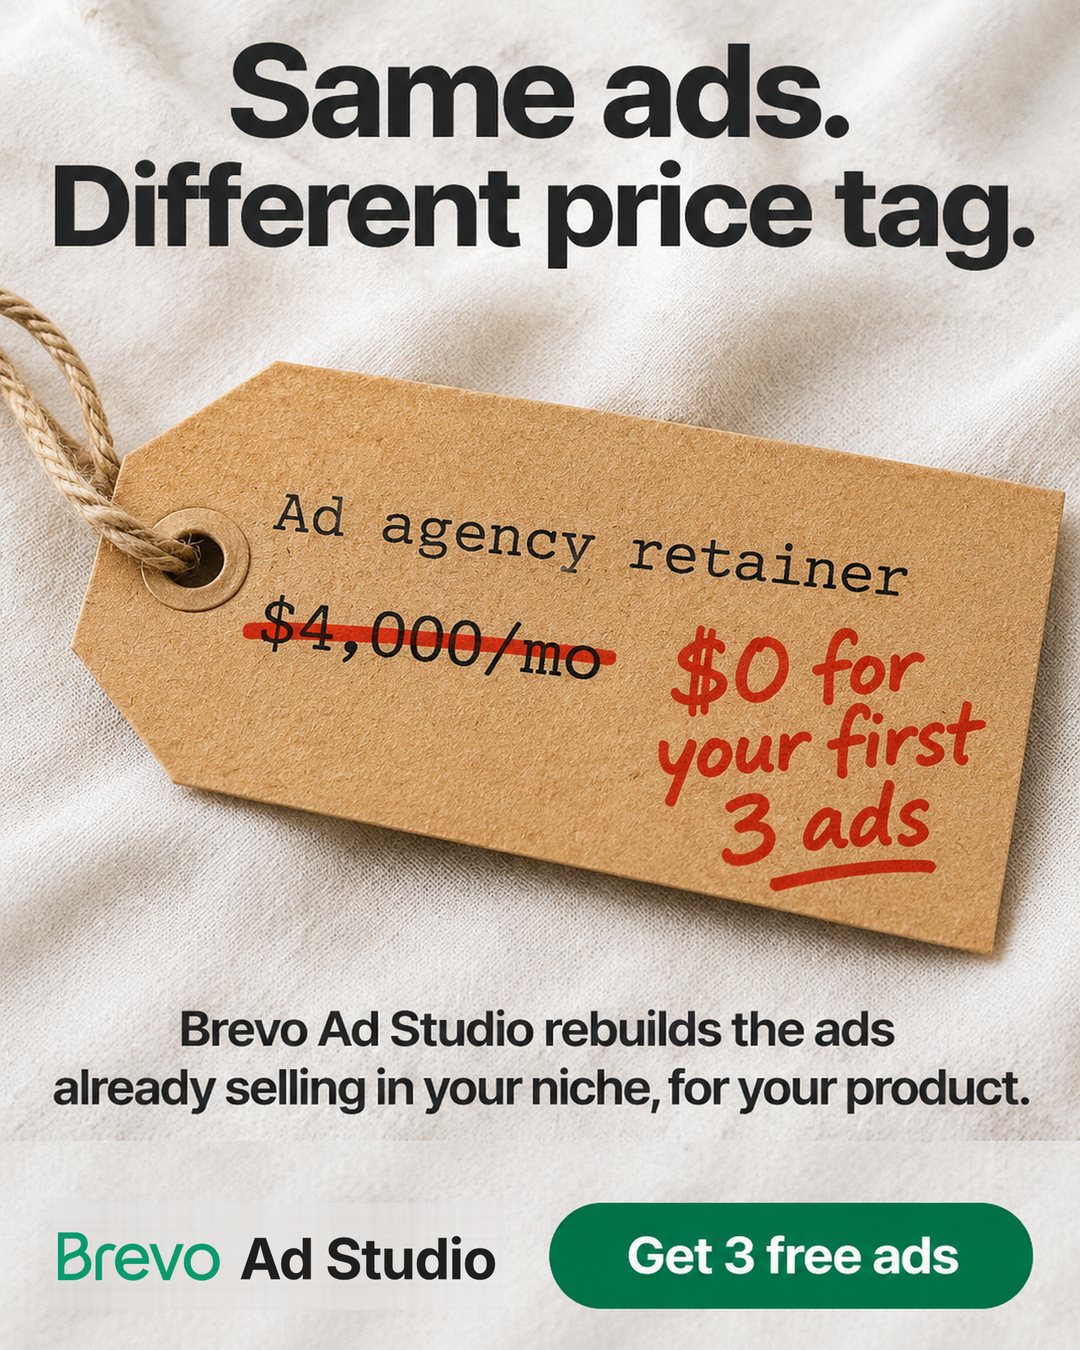 Same ads.
Different price tag.
Ad agency retainer
$4,000/mo
$0 for
your first
3 ads
Brevo Ad Studio rebuilds the ads
already selling in your niche, for your product.
Brevo Ad Studio
Get 3 free ads